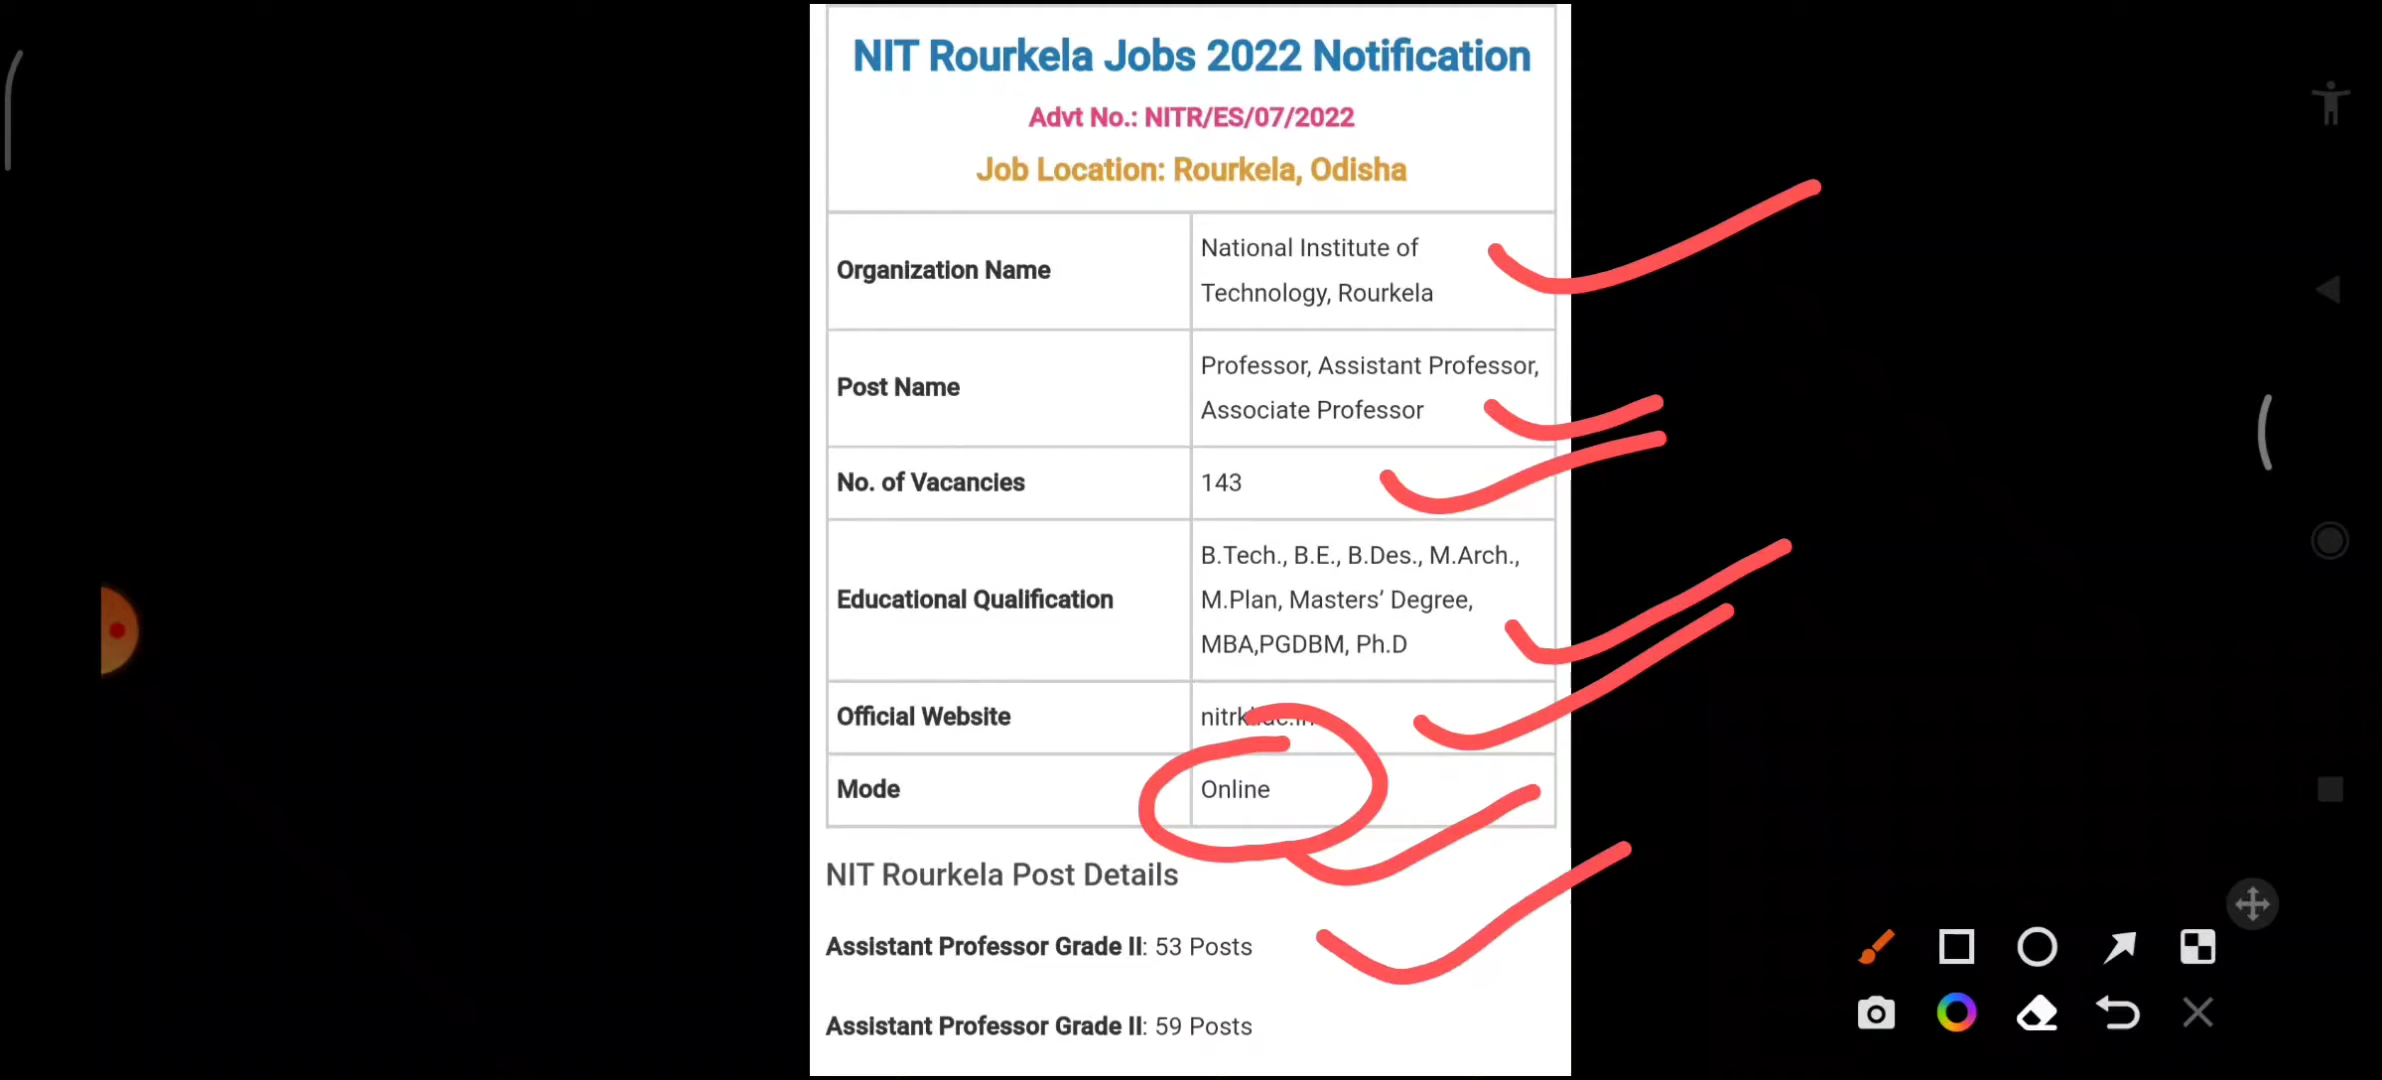 NIT Rourkela Jobs 2022 Notification
Advt No.: NITR/ES/07/2022
Job Location: Rourkela, Odisha
Organization Name
National Institute of
Technology, Rourkela
Post Name
Professor, Assistant Professor,
Associate Professor
No. of Vacancies
143
Educational Qualification
B.Tech., B.E., B.Des., M.Arch.,
M.Plan, Masters’ Degree,
MBA,PGDBM, Ph.D
Official Website
Mode
Online
NIT Rourkela Post Details
Assistant Professor Grade II: 53 Posts
Assistant Professor Grade II: 59 Posts